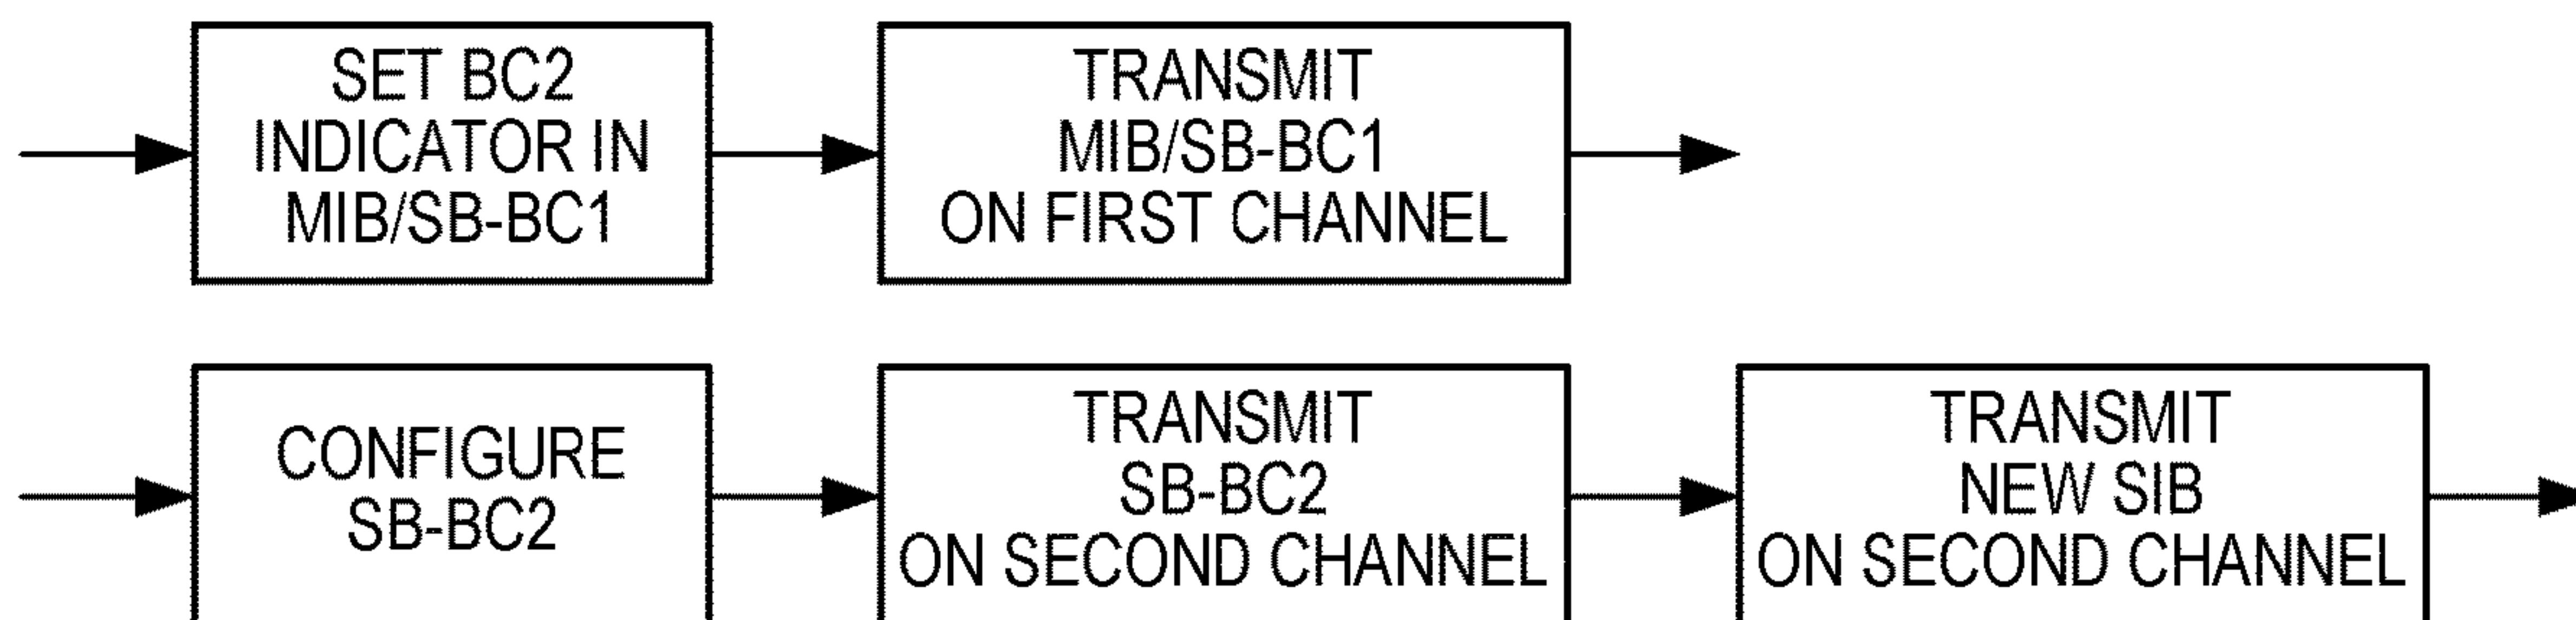 SET BC2
INDICATOR IN
MIB/SB-BC1
TRANSMIT
MIB/SB-BC1
ON FIRST CHANNEL
CONFIGURE
SB-BC2
TRANSMIT
SB-BC2
ON SECOND CHANNEL
TRANSMIT
NEW SIB
ON SECOND CHANNEL